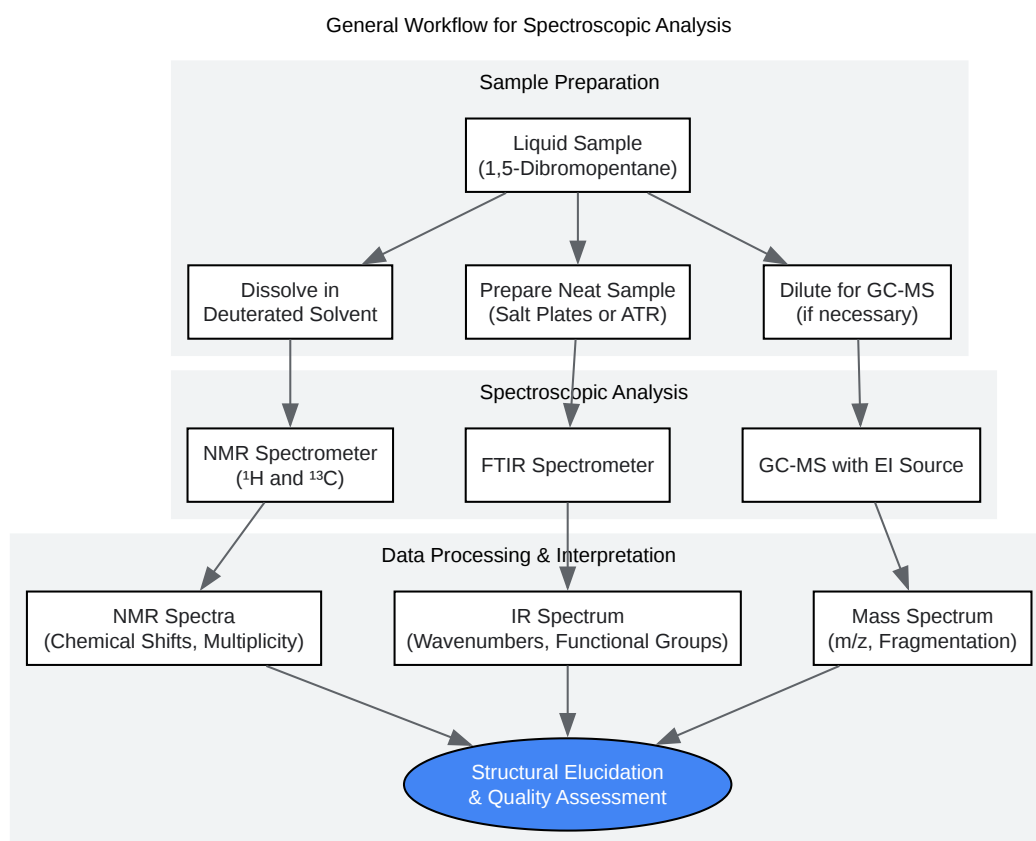 General Workflow for Spectroscopic Analysis
Sample Preparation
Liquid Sample
(1,5-Dibromopentane)
Dissolve in
Deuterated Solvent
Prepare Neat Sample
(Salt Plates or ATR)
Dilute for GC-MS
(if necessary)
Spectroscopic Analysis
NMR Spectrometer
(¹H and ¹³C)
FTIR Spectrometer
GC-MS with EI Source
Data Processing & Interpretation
NMR Spectra
(Chemical Shifts, Multiplicity)
IR Spectrum
(Wavenumbers, Functional Groups)
Mass Spectrum
(m/z, Fragmentation)
Structural Elucidation
& Quality Assessment